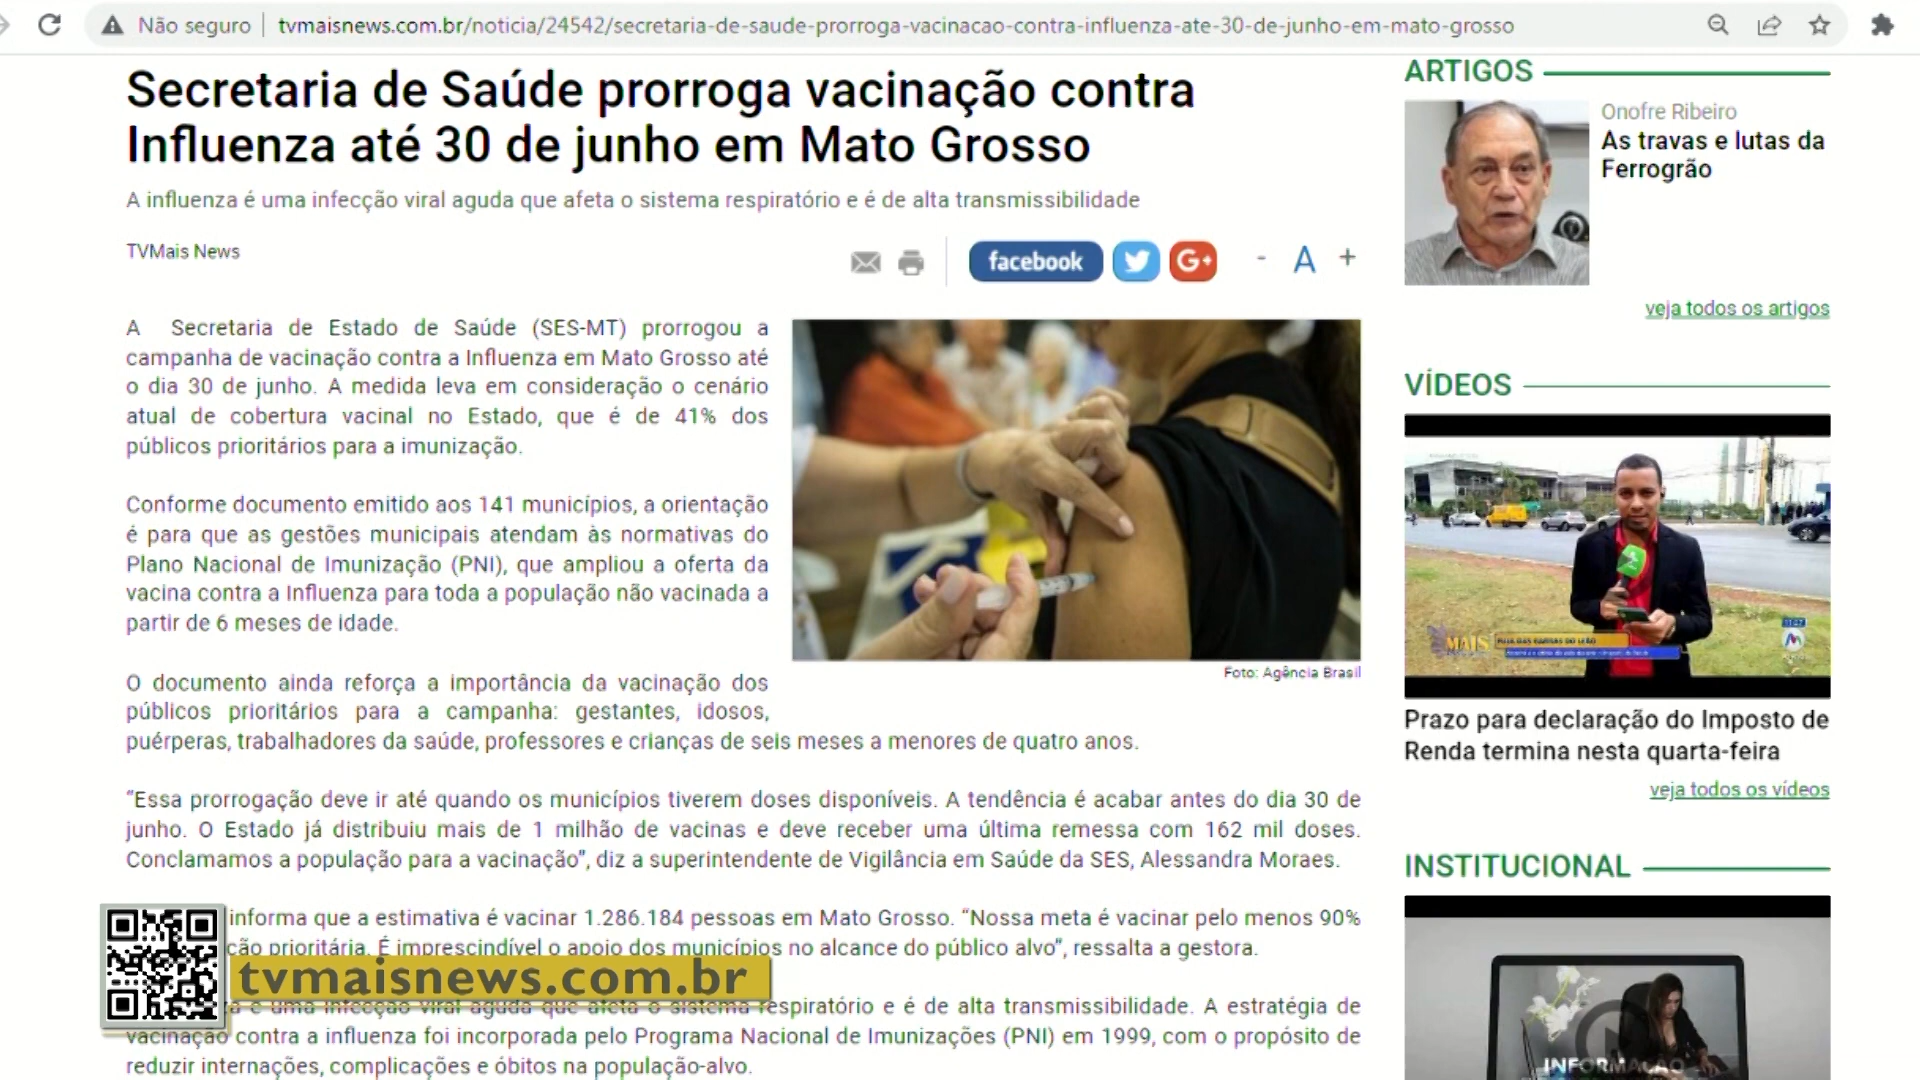 Não seguro
tvmaisnews.com.br/noticia/24542/secretaria-de-saude-prorroga-vacinacao-contra-influenza-ate-30-de-junho-em-mato-grosso
Secretaria de Saúde prorroga vacinação contra
Influenza até 30 de junho em Mato Grosso
A influenza é uma infecção viral aguda que afeta o sistema respiratório e é de alta transmissibilidade
TVMais News
facebook
G+
- A +
A Secretaria de Estado de Saúde (SES-MT) prorrogou a
campanha de vacinação contra a Influenza em Mato Grosso até
o dia 30 de junho. A medida leva em consideração o cenário
atual de cobertura vacinal no Estado, que é de 41% dos
públicos prioritários para a imunização.
Conforme documento emitido aos 141 municípios, a orientação
é para que as gestões municipais atendam às normativas do
Plano Nacional de Imunização (PNI), que ampliou a oferta da
vacina contra a Influenza para toda a população não vacinada a
partir de 6 meses de idade.
Foto: Agência Brasil
O documento ainda reforça a importância da vacinação dos
públicos prioritários para a campanha: gestantes, idosos,
puérperas, trabalhadores da saúde, professores e crianças de seis meses a menores de quatro anos.
“Essa prorrogação deve ir até quando os municípios tiverem doses disponíveis. A tendência é acabar antes do dia 30 de
junho. O Estado já distribuiu mais de 1 milhão de vacinas e deve receber uma última remessa com 162 mil doses.
Conclamamos a população para a vacinação”, diz a superintendente de Vigilância em Saúde da SES, Alessandra Moraes.
informa que a estimativa é vacinar 1.286.184 pessoas em Mato Grosso. “Nossa meta é vacinar pelo menos 90%
ção prioritária. É imprescindível o apoio dos municípios no alcance do público alvo”, ressalta a gestora.
tvmaisnews.com.br
é uma infecção viral aguda que afeta o sistema respiratório e é de alta transmissibilidade. A estratégia de
vacinação contra a influenza foi incorporada pelo Programa Nacional de Imunizações (PNI) em 1999, com o propósito de
reduzir internações, complicações e óbitos na população-alvo.
ARTIGOS
Onofre Ribeiro
As travas e lutas da
Ferrogrão
veja todos os artigos
VÍDEOS
MAIS
Prazo para declaração do Imposto de
Renda termina nesta quarta-feira
veja todos os vídeos
INSTITUCIONAL
INFORMAÇÃO